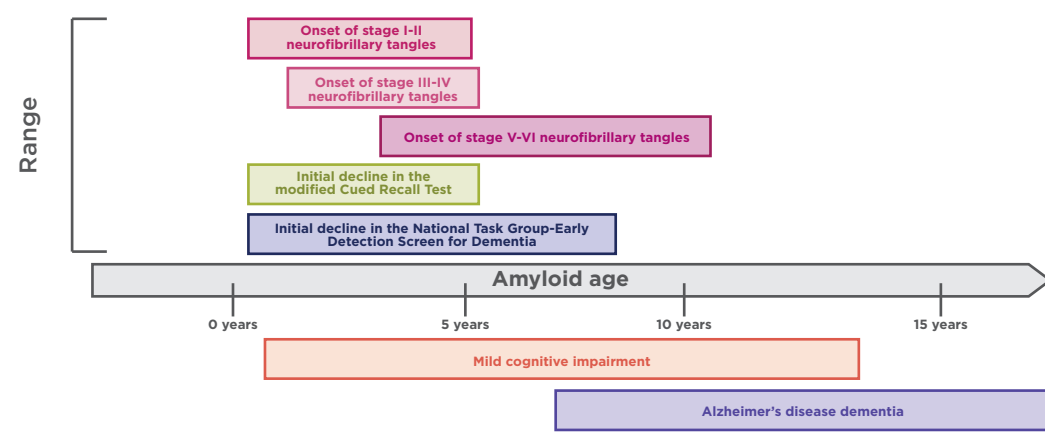 Range
Onset of stage I-II
neurofibrillary tangles
Onset of stage III-IV
neurofibrillary tangles
Onset of stage V-VI neurofibrillary tangles
Initial decline in the
modified Cued Recall Test
Initial decline in the National Task Group-Early
Detection Screen for Dementia
Amyloid age
0 years
5 years
10 years
15 years
Mild cognitive impairment
Alzheimer’s disease dementia